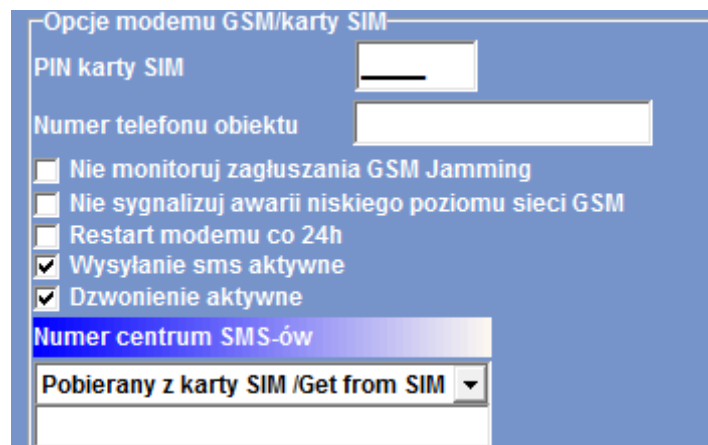 Opcje modemu GSM/karty SIM
PIN karty SIM
Numer telefonu obiektu
Nie monitoruj zagłuszania GSM Jamming
Nie sygnalizuj awarii niskiego poziomu sieci GSM
Restart modemu co 24h
Wysyłanie sms aktywne
Dzwonienie aktywne
Numer centrum SMS-ów
Pobierany z karty SIM /Get from SIM